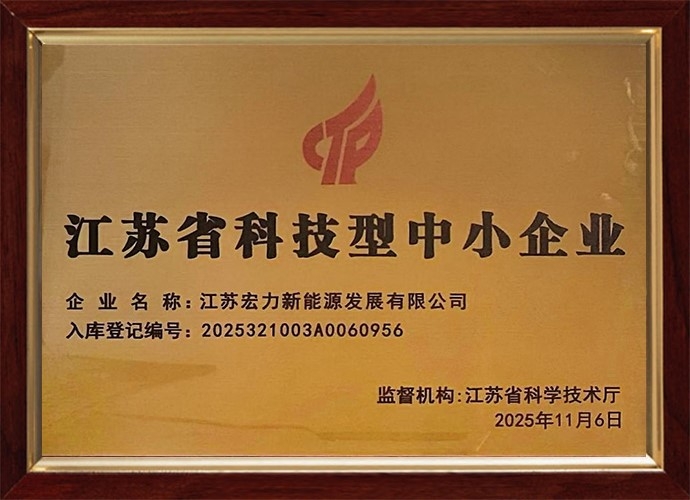 江苏省科技型中小企业
企业名称：江苏宏力新能源发展有限公司
入库登记编号：2025321003A0060956
监督机构：江苏省科学技术厅
2025年11月6日